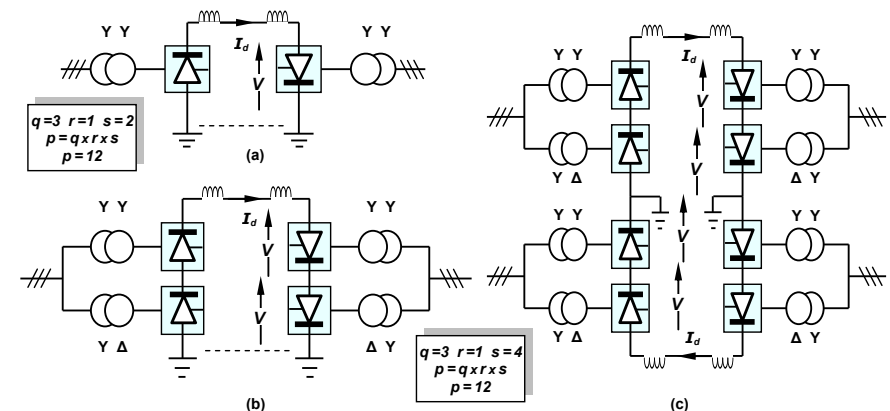 Y Y
Y Y
I_d
V
q=3 r=1 s=2
p=q x r x s
p=12
(a)
Y Y
Y Y
I_d
V
V
Y Δ
Δ Y
(b)
q=3 r=1 s=4
p=q x r x s
p=12
Y Y
Y Y
I_d
V
V
Y Δ
Δ Y
Y Y
Y Y
V
V
Y Δ
Δ Y
I_d
(c)